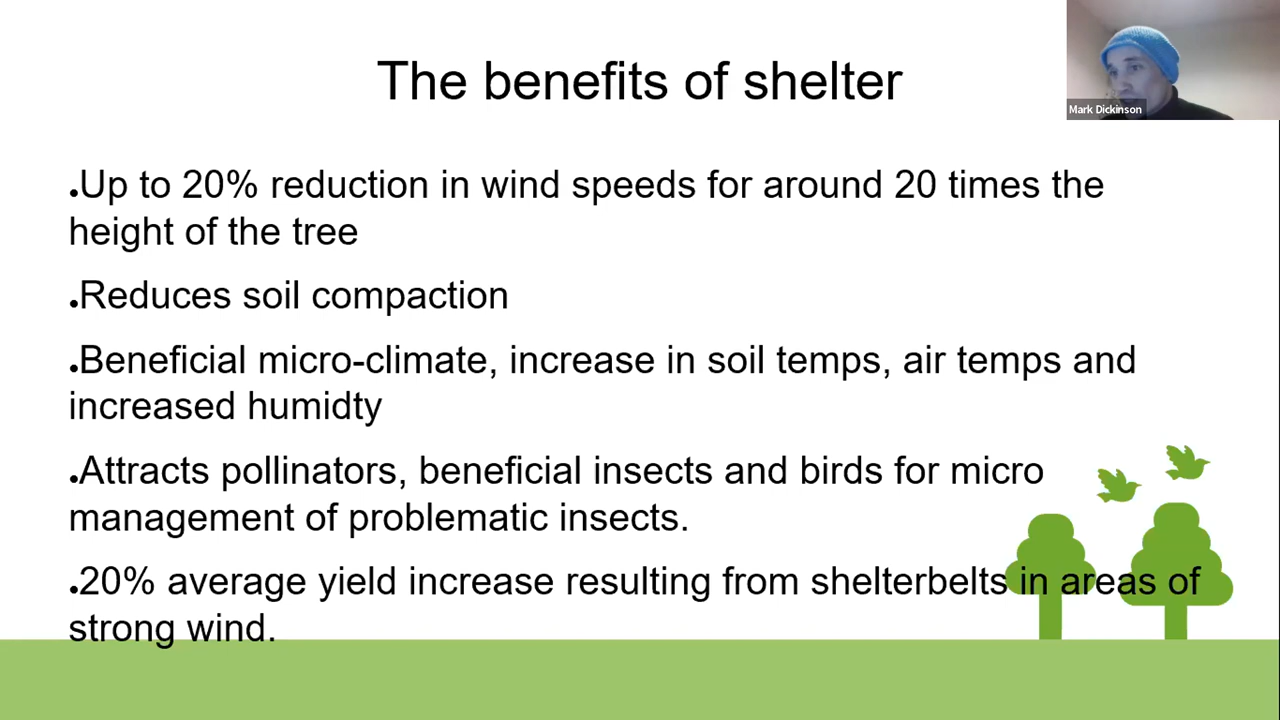 The benefits of shelter
Mark Dickinson
•Up to 20% reduction in wind speeds for around 20 times the
height of the tree
•Reduces soil compaction
•Beneficial micro-climate, increase in soil temps, air temps and
increased humidty
•Attracts pollinators, beneficial insects and birds for micro
management of problematic insects.
•20% average yield increase resulting from shelterbelts in areas of
strong wind.